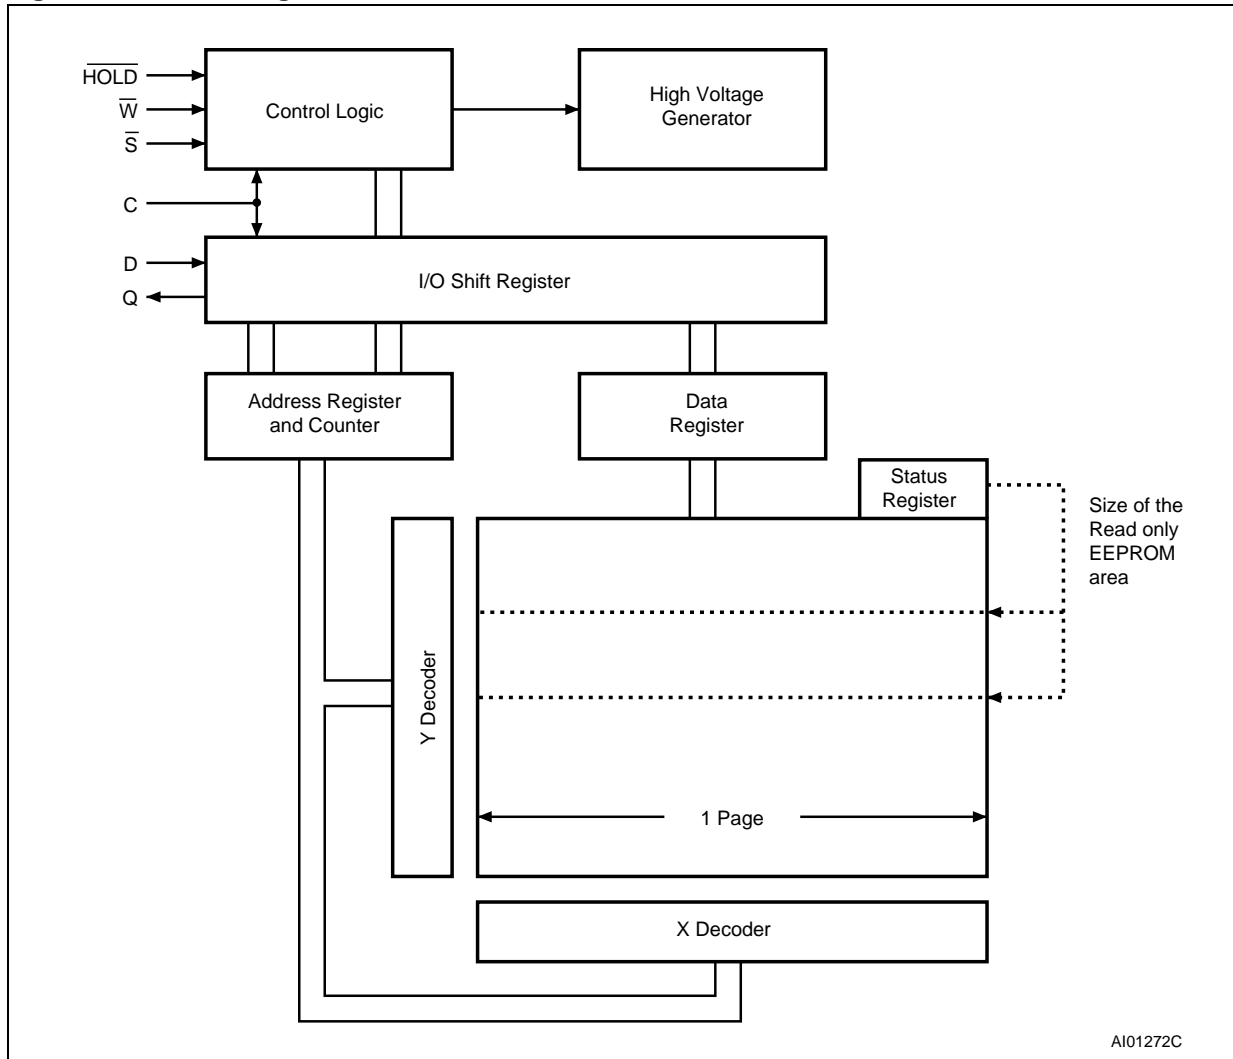 HOLD
W
S
C
D
Q
Control Logic
High Voltage
Generator
I/O Shift Register
Address Register
and Counter
Data
Register
Status
Register
Size of the
Read only
EEPROM
area
Y Decoder
1 Page
X Decoder
AI01272C